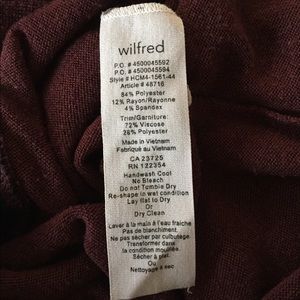 wilfred
P.O. # 4500045592
P.O. # 4500045594
Style # HCM4-1561-44
Article # 48716
84% Polyester
12% Rayon/Rayonne
4% Spandex
Trim/Garniture:
72% Viscose
28% Polyester
Made in Vietnam
Fabriqué au Vietnam
CA 23725
RN 122354
Handwash Cool
No Bleach
Do not Tumble Dry
Re-shape in wet condition
Lay flat to Dry
Or
Dry Clean
Laver à la main à l'eau fraîche
Pas de blanchiment.
Ne pas sécher par culbutage
Transformer dans
la condition mouillée.
Sécher à plat.
Ou
Nettoyage à sec